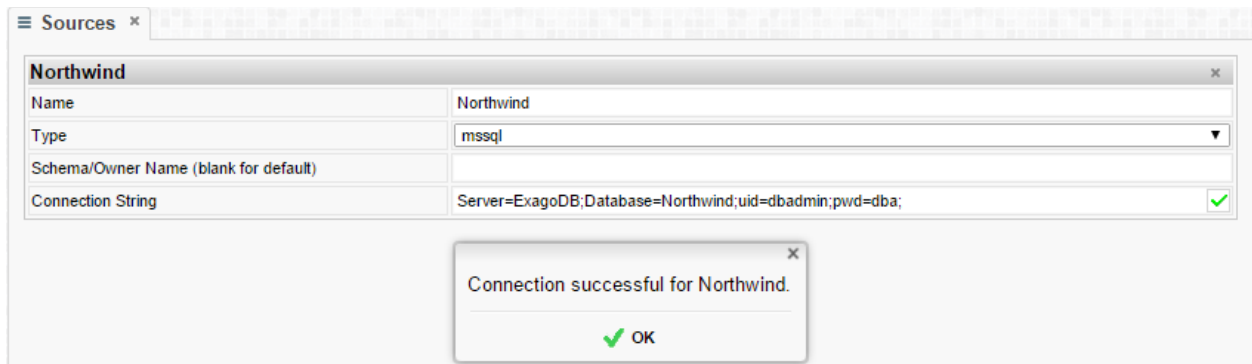 Sources
Northwind
Name Northwind
Type mssql
Schema/Owner Name (blank for default)
Connection String Server=ExagoDB;Database=Northwind;uid=dbadmin;pwd=dba;
Connection successful for Northwind.
OK